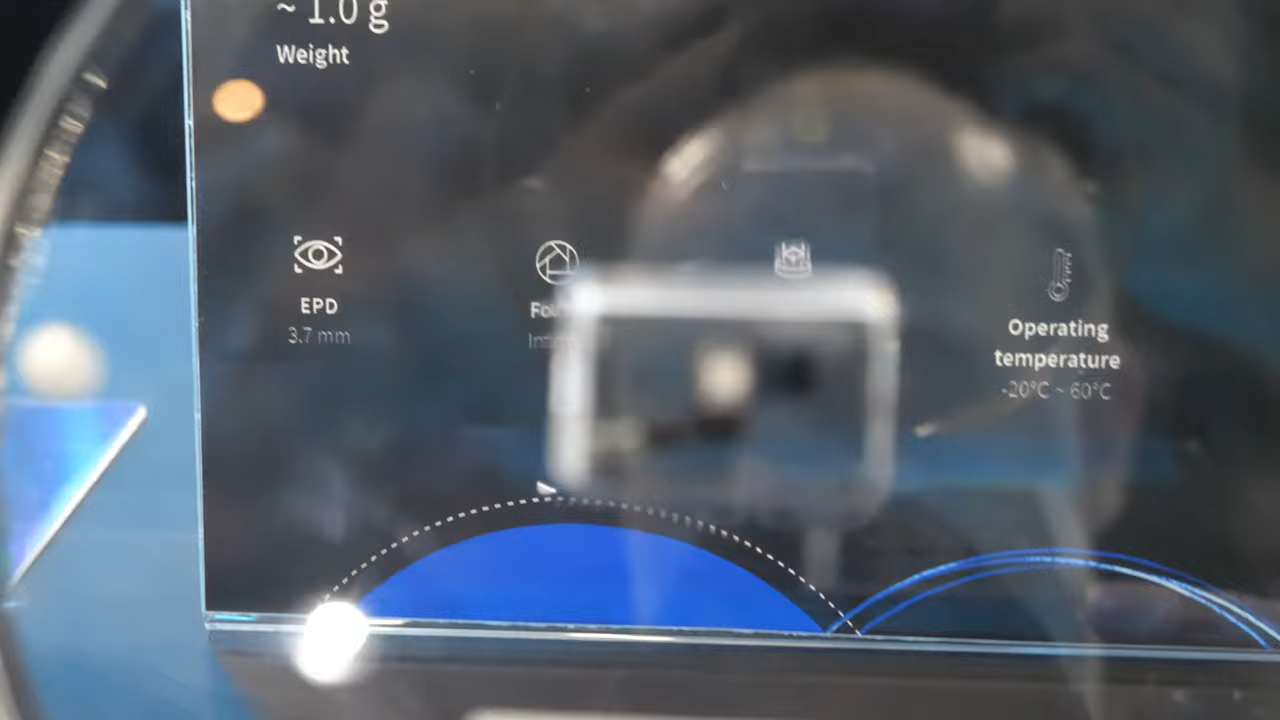 ~ 1.0 g
Weight
EPD
3.7 mm
Operating
temperature
-20°C ~ 60°C